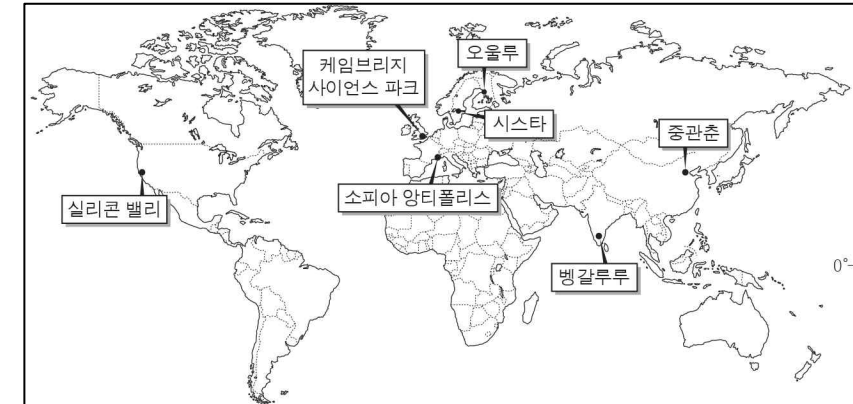 오울루
케임브리지
사이언스 파크
시스타
중관춘
실리콘 밸리
소피아 앙티폴리스
벵갈루루
0°